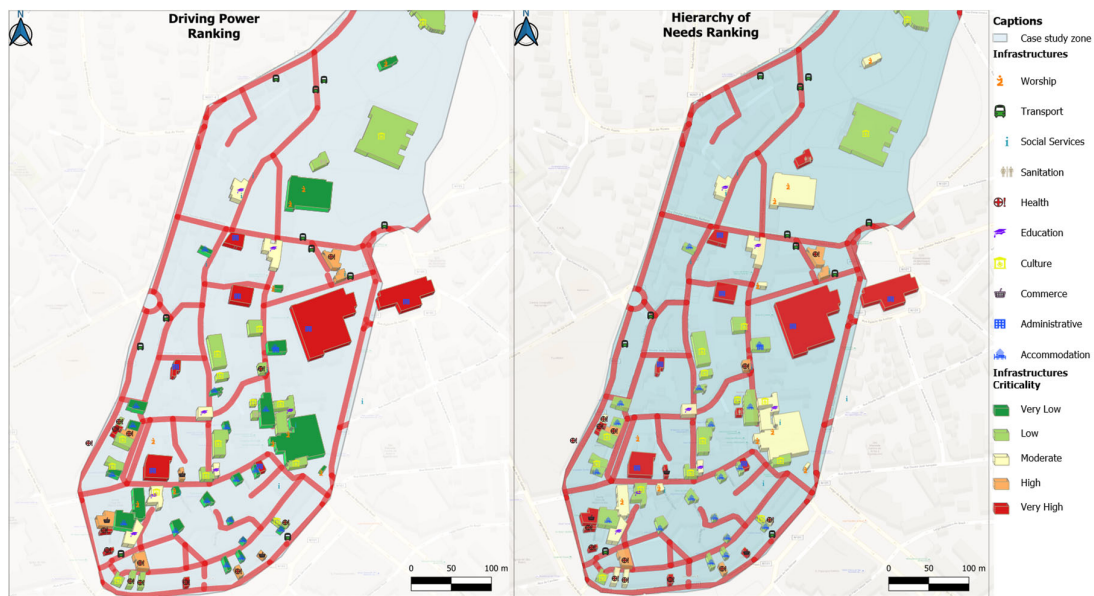 N
Driving Power
Ranking
0 50 100 m
N
Hierarchy of
Needs Ranking
0 50 100 m
Captions
Case study zone
Infrastructures
Worship
Transport
Social Services
Sanitation
Health
Education
Culture
Commerce
Administrative
Accommodation
Infrastructures
Criticality
Very Low
Low
Moderate
High
Very High